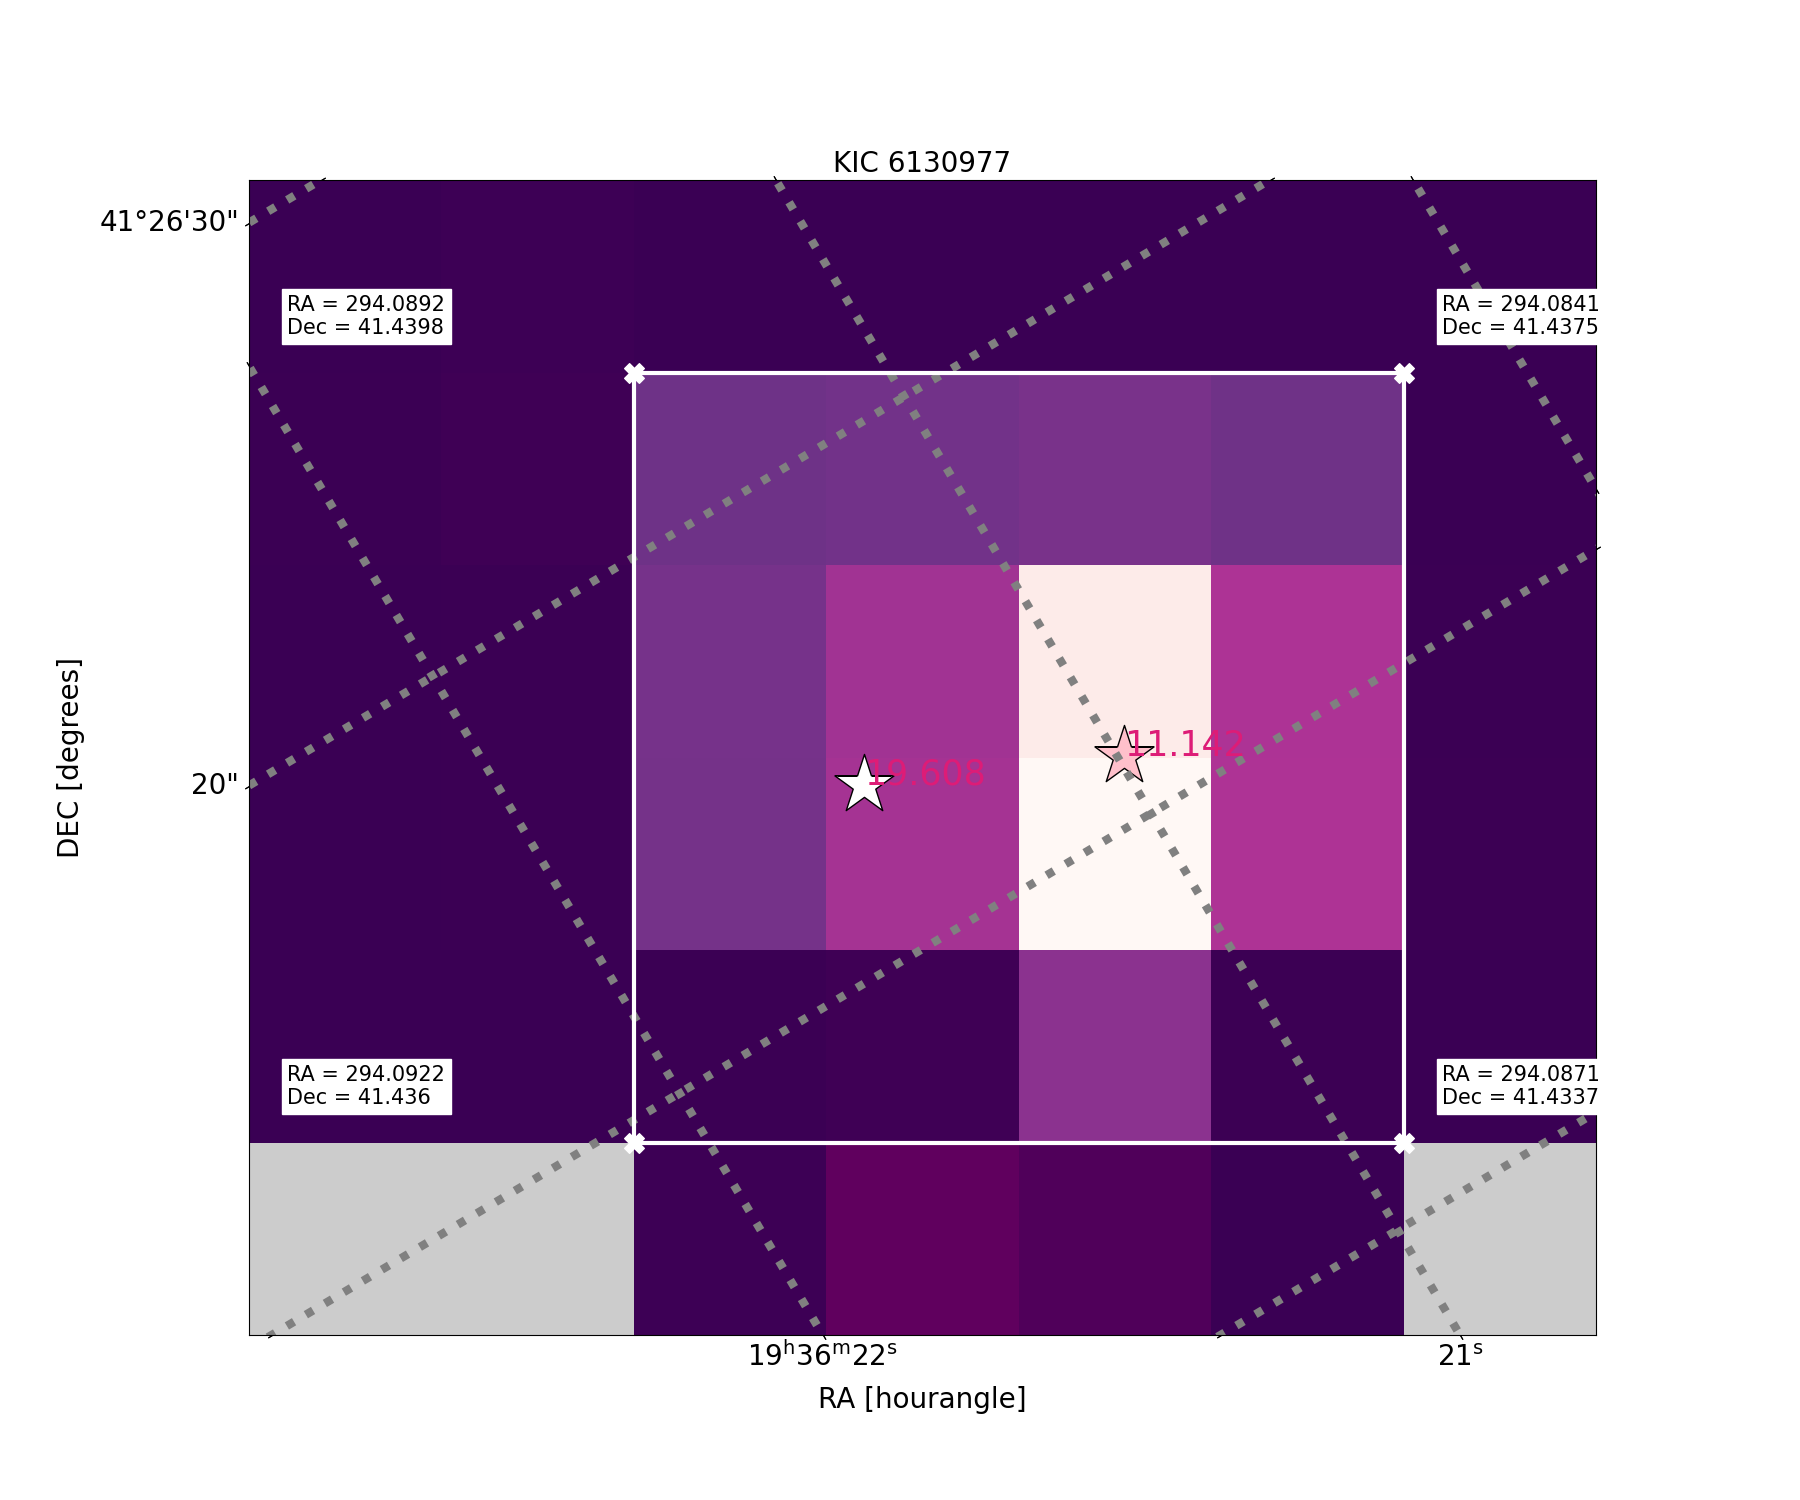 KIC 6130977
41°26'30"
RA = 294.0892
Dec = 41.4398
RA = 294.0841
Dec = 41.4375
11.142
19.608
20"
DEC [degrees]
RA = 294.0922
Dec = 41.436
RA = 294.0871
Dec = 41.4337
19ʰ36ᵐ22ˢ
21ˢ
RA [hourangle]